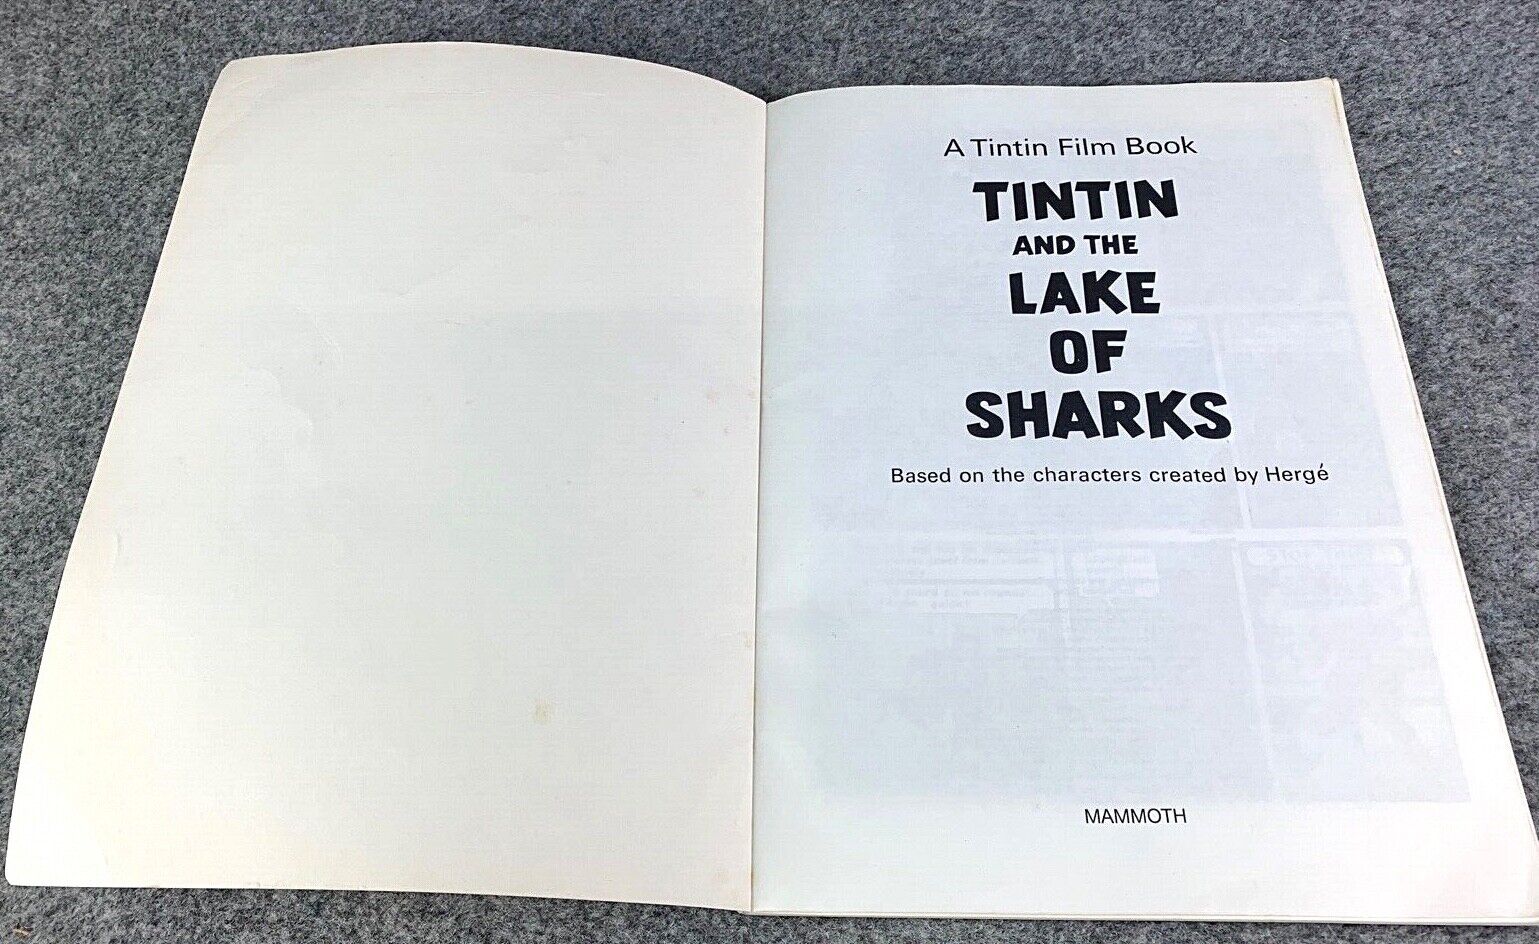 A Tintin Film Book
TINTIN
AND THE
LAKE
OF
SHARKS
Based on the characters created by Hergé
MAMMOTH